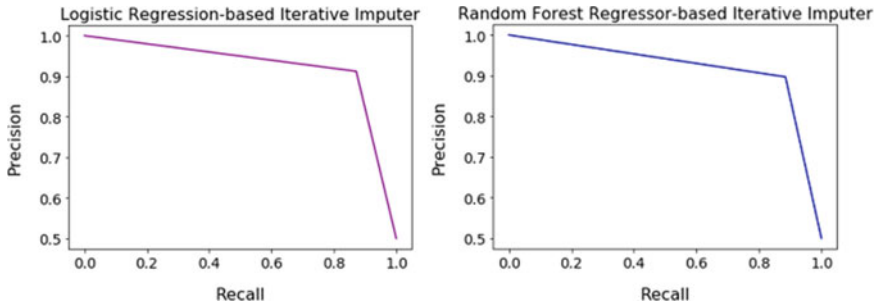 Logistic Regression-based Iterative Imputer
1.0
0.9
0.8
0.7
0.6
0.5
Precision
0.0 0.2 0.4 0.6 0.8 1.0
Recall
Random Forest Regressor-based Iterative Imputer
1.0
0.9
0.8
0.7
0.6
0.5
Precision
0.0 0.2 0.4 0.6 0.8 1.0
Recall